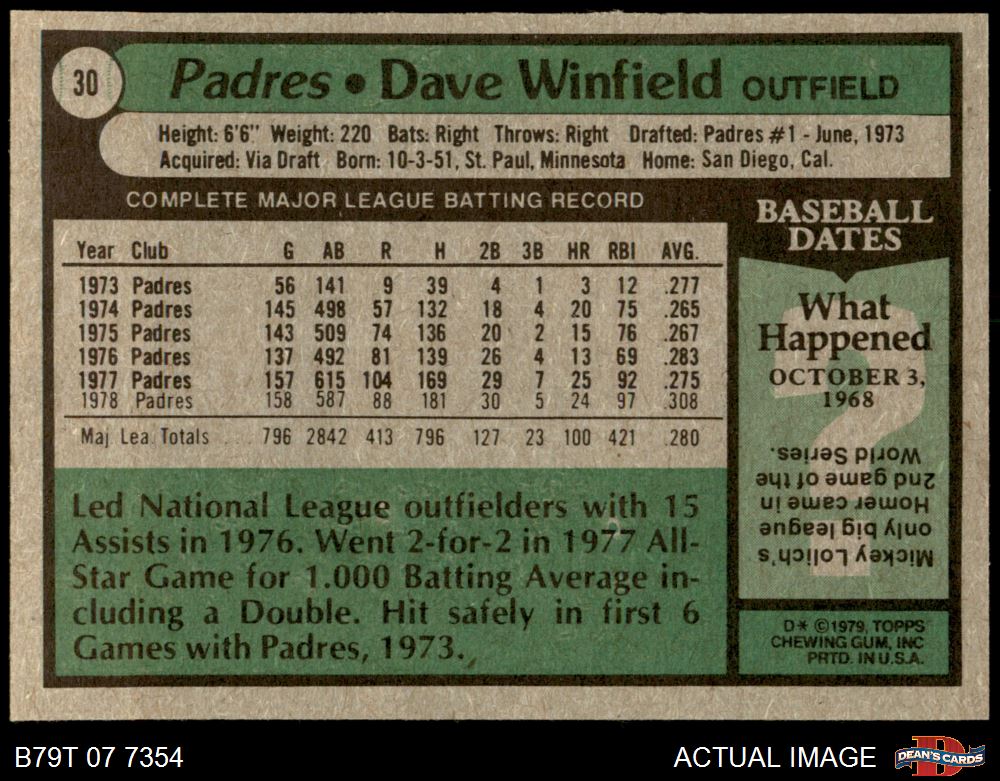 30
Padres • Dave Winfield OUTFIELD
Height: 6'6" Weight: 220 Bats: Right Throws: Right Drafted: Padres #1 - June, 1973
Acquired: Via Draft Born: 10-3-51, St. Paul, Minnesota Home: San Diego, Cal.
COMPLETE MAJOR LEAGUE BATTING RECORD
Year Club G AB R H 2B 3B HR RBI AVG.
1973 Padres 56 141 9 39 4 1 3 12 .277
1974 Padres 145 498 57 132 18 4 20 75 .265
1975 Padres 143 509 74 136 20 2 15 76 .267
1976 Padres 137 492 81 139 26 4 13 69 .283
1977 Padres 157 615 104 169 29 7 25 92 .275
1978 Padres 158 587 88 181 30 5 24 97 .308
Maj. Lea. Totals .... 796 2842 413 796 127 23 100 421 .280
Led National League outfielders with 15
Assists in 1976. Went 2-for-2 in 1977 All-
Star Game for 1.000 Batting Average in-
cluding a Double. Hit safely in first 6
Games with Padres, 1973.
BASEBALL
DATES
What
Happened
OCTOBER 3,
1968
?
Mickey Lolich's
only big league
Homer came in
2nd game of the
World Series.
D* ©1979, TOPPS
CHEWING GUM, INC
PRTD. IN U.S.A.
B79T 07 7354
ACTUAL IMAGE
D
DEAN'S CARDS